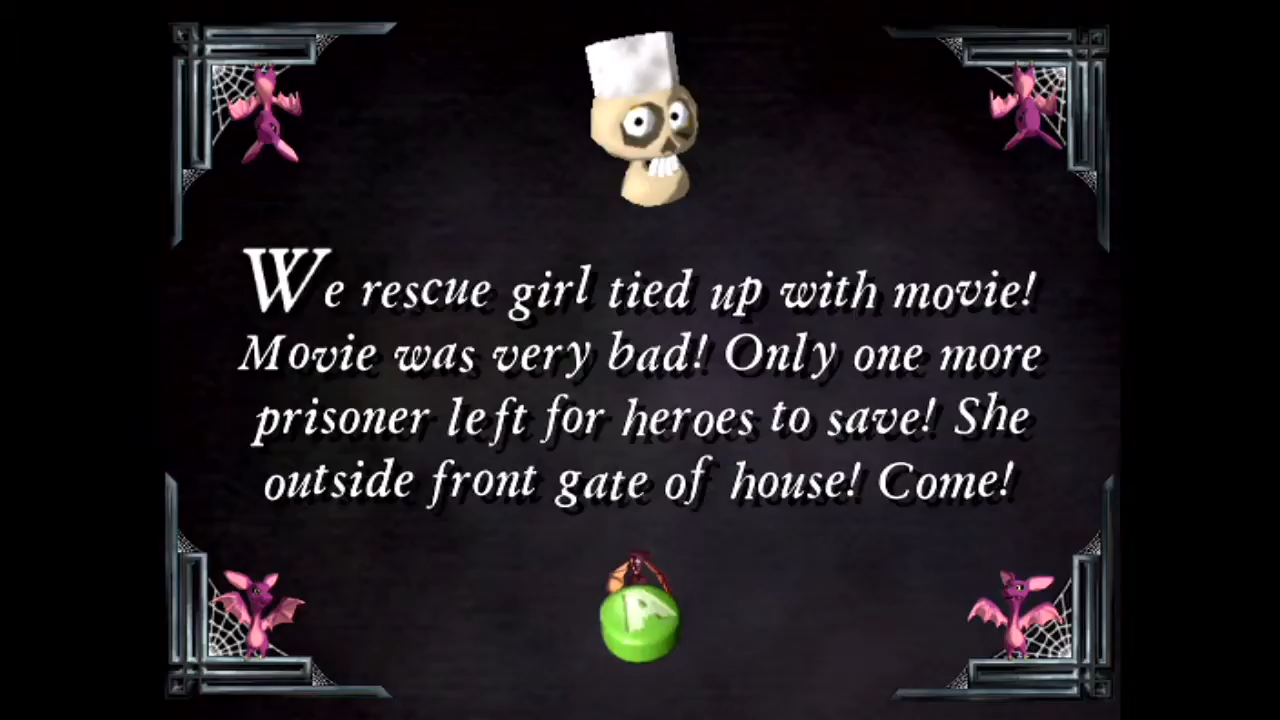 We rescue girl tied up with movie!
Movie was very bad! Only one more
prisoner left for heroes to save! She
outside front gate of house! Come!
A